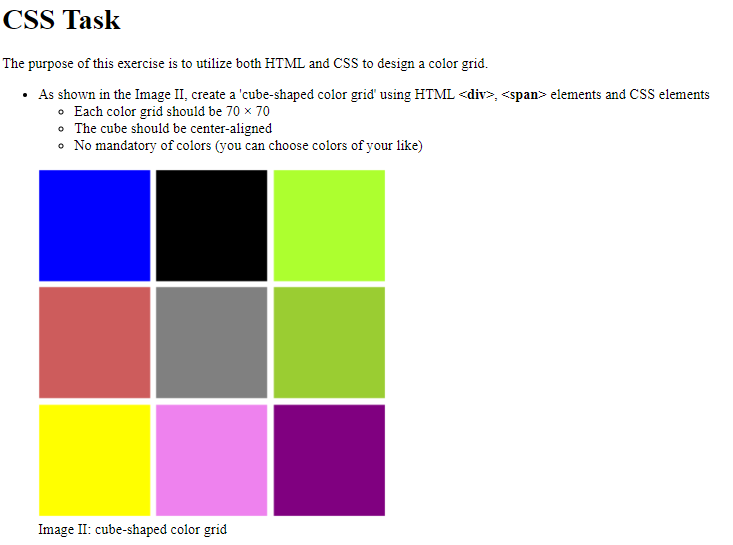 CSS Task
The purpose of this exercise is to utilize both HTML and CSS to design a color grid.
• As shown in the Image II, create a 'cube-shaped color grid' using HTML <div>, <span> elements and CSS elements
○ Each color grid should be 70 × 70
○ The cube should be center-aligned
○ No mandatory of colors (you can choose colors of your like)
Image II: cube-shaped color grid